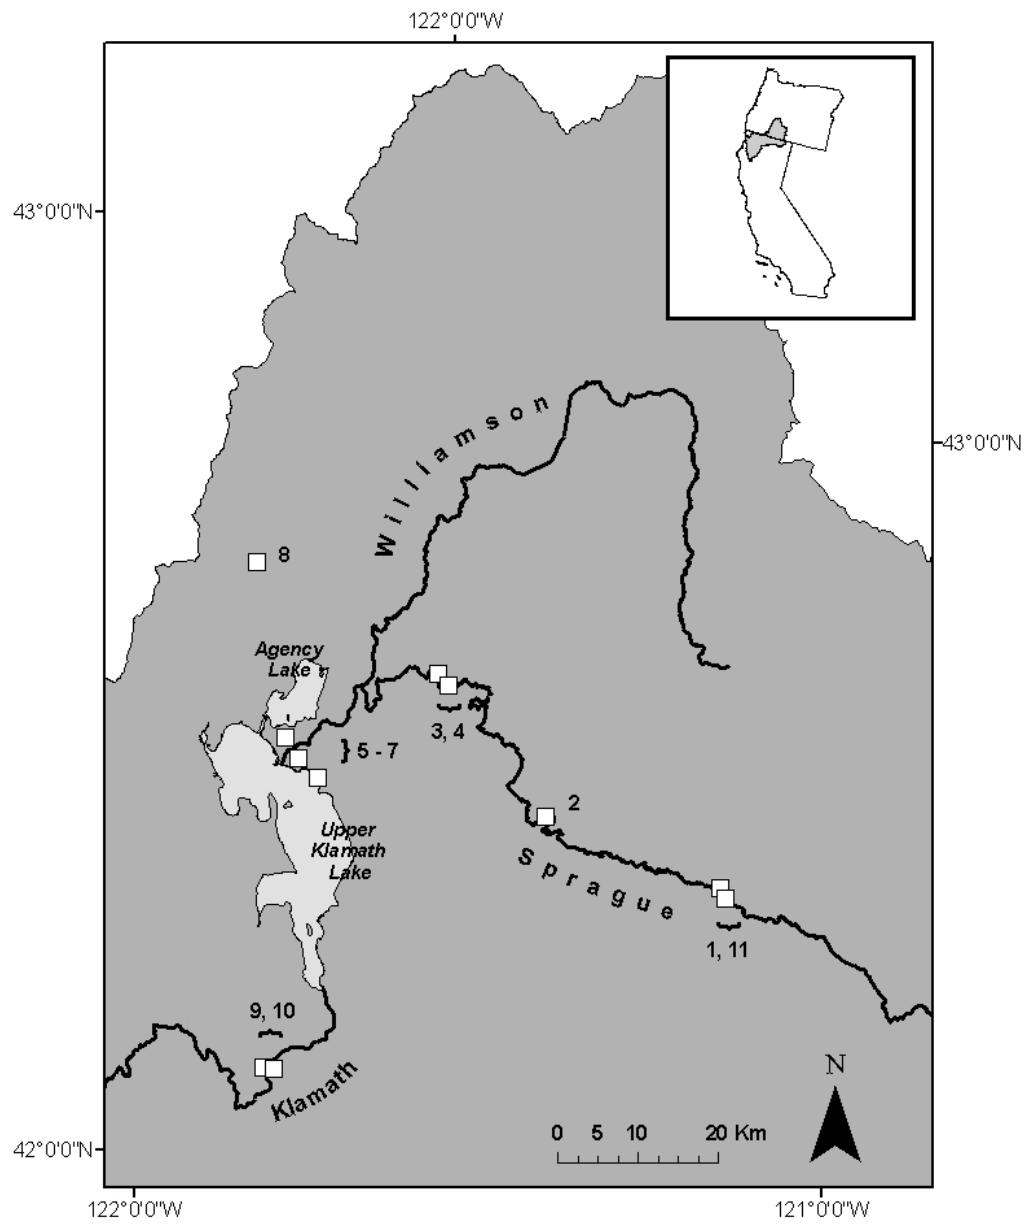 122°0'0"W
43°0'0"N
Williamson
43°0'0"N
8
Agency
Lake
3, 4
5 - 7
2
Upper
Klamath
Lake
Sprague
1, 11
9, 10
Klamath
N
0 5 10 20 Km
42°0'0"N
122°0'0"W
121°0'0"W